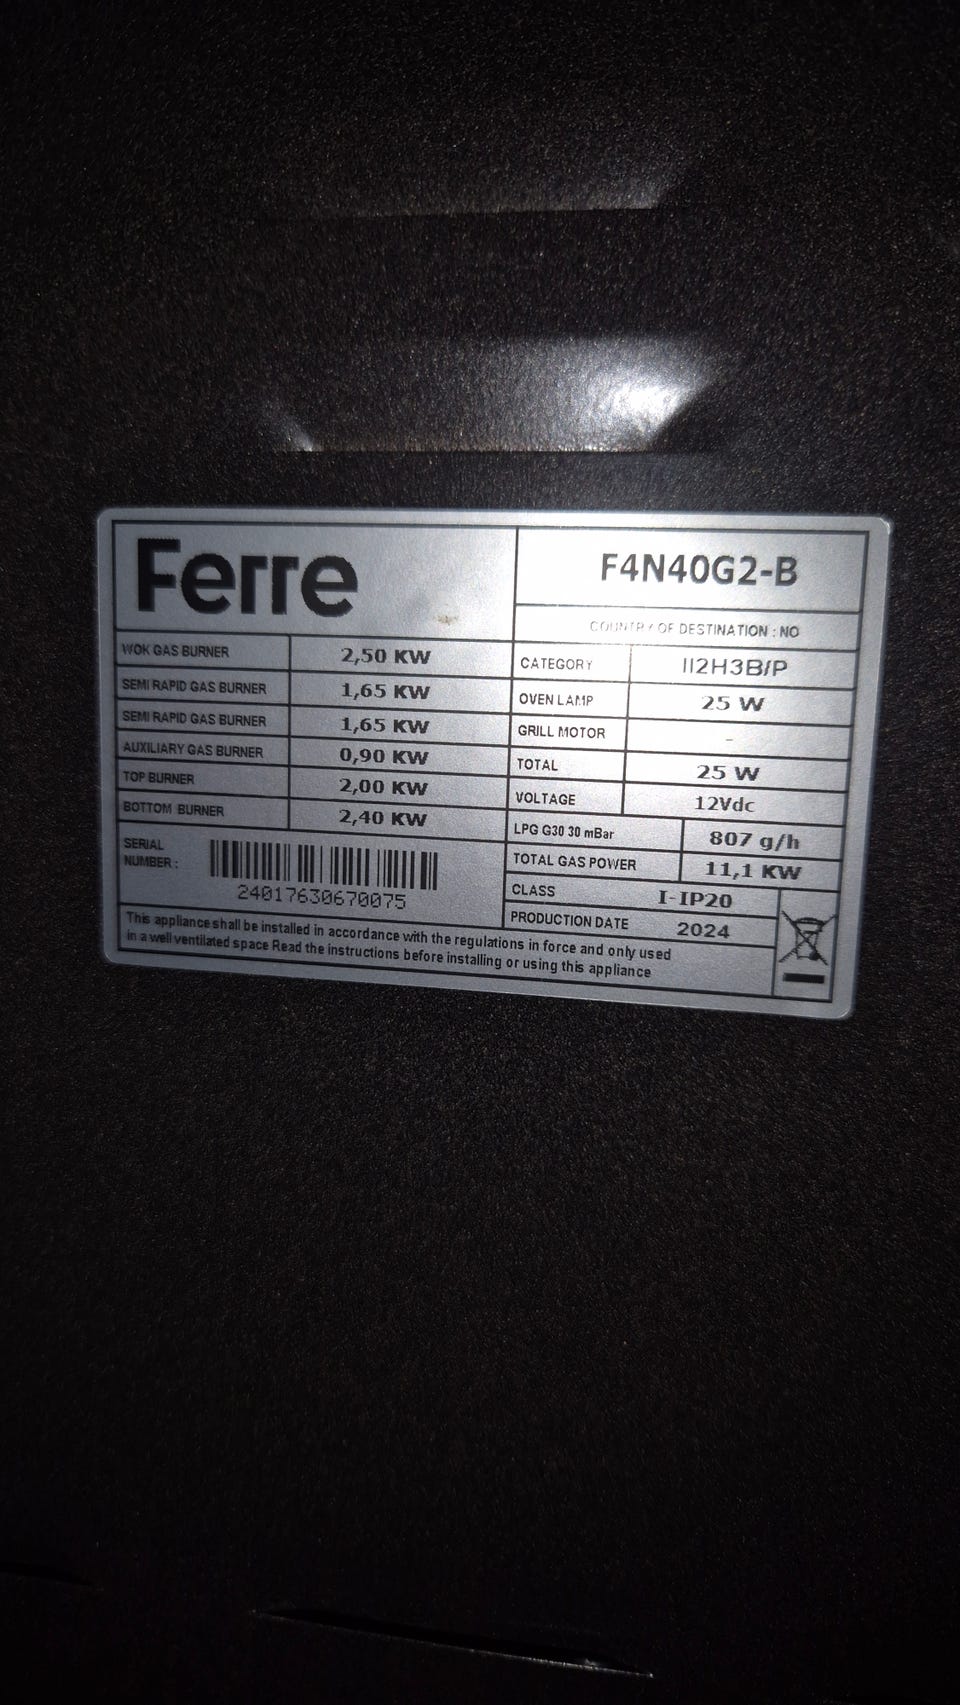 Ferre
F4N40G2-B
COUNTRY OF DESTINATION : NO
WOK GAS BURNER 2,50 KW
SEMI RAPID GAS BURNER 1,65 KW
SEMI RAPID GAS BURNER 1,65 KW
AUXILIARY GAS BURNER 0,90 KW
TOP BURNER 2,00 KW
BOTTOM BURNER 2,40 KW
SERIAL
NUMBER :
24017630670075
CATEGORY II2H3B/P
OVEN LAMP 25 W
GRILL MOTOR -
TOTAL 25 W
VOLTAGE 12Vdc
LPG G30 30 mBar 807 g/h
TOTAL GAS POWER 11,1 KW
CLASS I- IP20
PRODUCTION DATE 2024
This appliance shall be installed in accordance with the regulations in force and only used
in a well ventilated space Read the instructions before installing or using this appliance